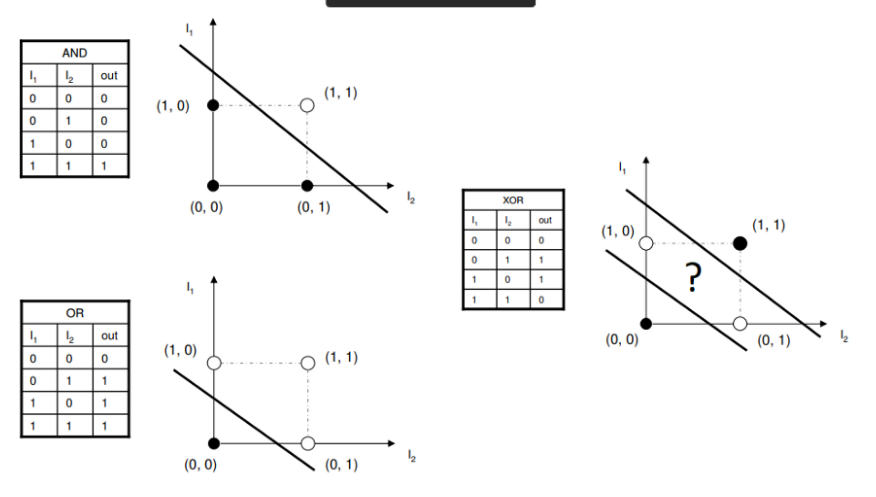 AND
I₁ I₂ out
0 0 0
0 1 0
1 0 0
1 1 1
I₁
(1, 0)
(1, 1)
(0, 0)
(0, 1)
I₂
OR
I₁ I₂ out
0 0 0
0 1 1
1 0 1
1 1 1
I₁
(1, 0)
(1, 1)
(0, 0)
(0, 1)
I₂
XOR
I₁ I₂ out
0 0 0
0 1 1
1 0 1
1 1 0
I₁
(1, 0)
(1, 1)
?
(0, 0)
(0, 1)
I₂